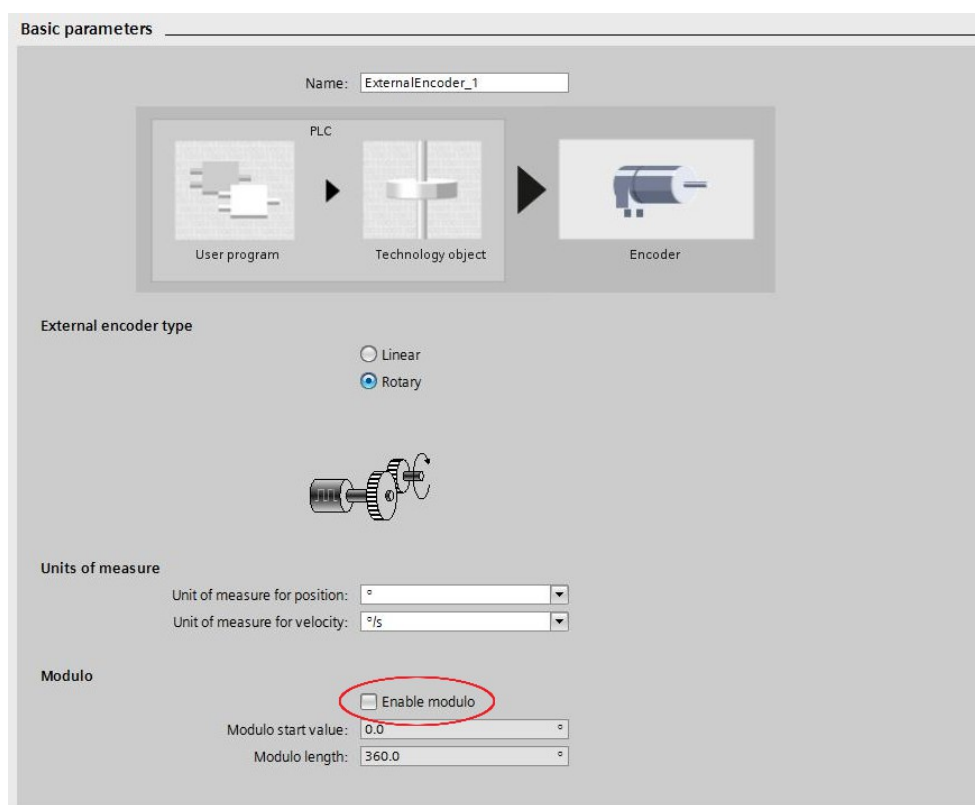 Basic parameters
Name: ExternalEncoder_1
PLC
User program Technology object Encoder
External encoder type
Linear
Rotary
Units of measure
Unit of measure for position: °
Unit of measure for velocity: °/s
Modulo
Enable modulo
Modulo start value: 0.0 °
Modulo length: 360.0 °